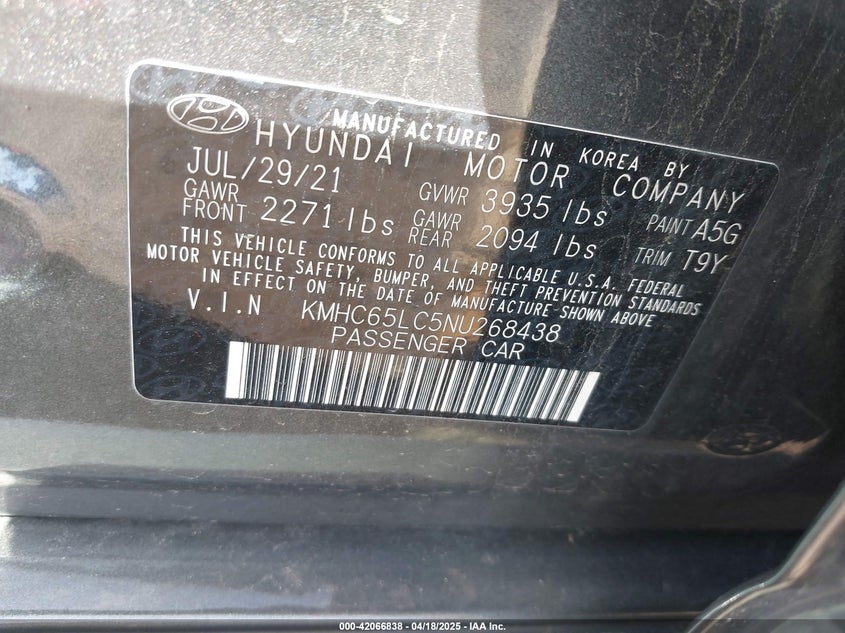 MANUFACTURED IN KOREA BY
HYUNDAI MOTOR COMPANY
JUL/29/21 GVWR 3935 lbs PAINT A5G
GAWR FRONT 2271 lbs GAWR REAR 2094 lbs TRIM T9Y
THIS VEHICLE CONFORMS TO ALL APPLICABLE U.S.A. FEDERAL
MOTOR VEHICLE SAFETY, BUMPER, AND THEFT PREVENTION STANDARDS
IN EFFECT ON THE DATE OF MANUFACTURE SHOWN ABOVE
V.I.N KMHC65LC5NU268438
PASSENGER CAR
000-42066838 - 04/18/2025 - IAA Inc.